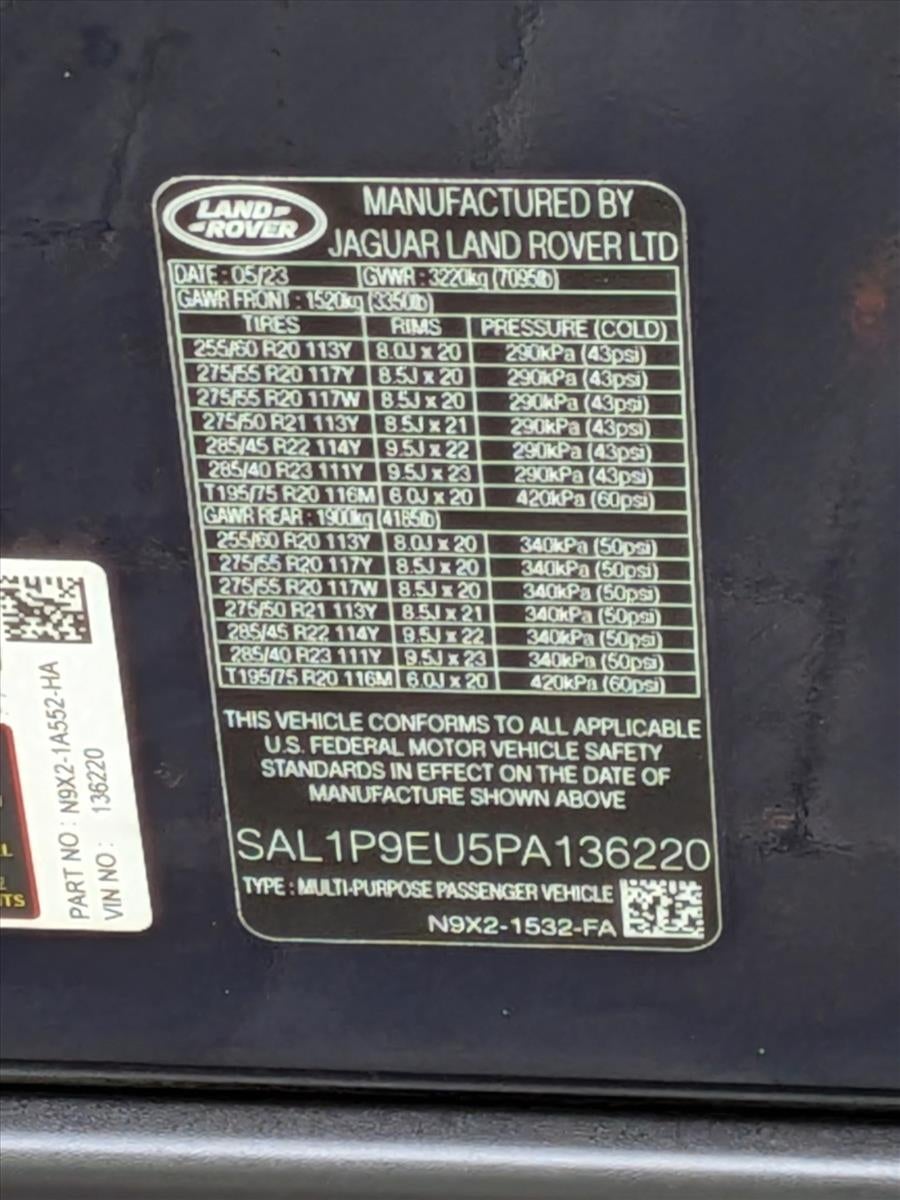 LAND-
-ROVER
MANUFACTURED BY
JAGUAR LAND ROVER LTD
DATE : 05/23 GVWR : 3220kg (7095lb)
GAWR FRONT : 1520kg (3350lb)
TIRES RIMS PRESSURE (COLD)
255/60 R20 113Y 8.0J x 20 290kPa (43psi)
275/55 R20 117Y 8.5J x 20 290kPa (43psi)
275/55 R20 117W 8.5J x 20 290kPa (43psi)
275/50 R21 113Y 8.5J x 21 290kPa (43psi)
285/45 R22 114Y 9.5J x 22 290kPa (43psi)
285/40 R23 111Y 9.5J x 23 290kPa (43psi)
T195/75 R20 116M 6.0J x 20 420kPa (60psi)
GAWR REAR : 1900kg (4185lb)
255/60 R20 113Y 8.0J x 20 340kPa (50psi)
275/55 R20 117Y 8.5J x 20 340kPa (50psi)
275/55 R20 117W 8.5J x 20 340kPa (50psi)
275/50 R21 113Y 8.5J x 21 340kPa (50psi)
285/45 R22 114Y 9.5J x 22 340kPa (50psi)
285/40 R23 111Y 9.5J x 23 340kPa (50psi)
T195/75 R20 116M 6.0J x 20 420kPa (60psi)
THIS VEHICLE CONFORMS TO ALL APPLICABLE
U.S. FEDERAL MOTOR VEHICLE SAFETY
STANDARDS IN EFFECT ON THE DATE OF
MANUFACTURE SHOWN ABOVE
SAL1P9EU5PA136220
TYPE : MULTI-PURPOSE PASSENGER VEHICLE
N9X2-1532-FA
PART NO : N9X2-1A552-HA
VIN NO : 136220